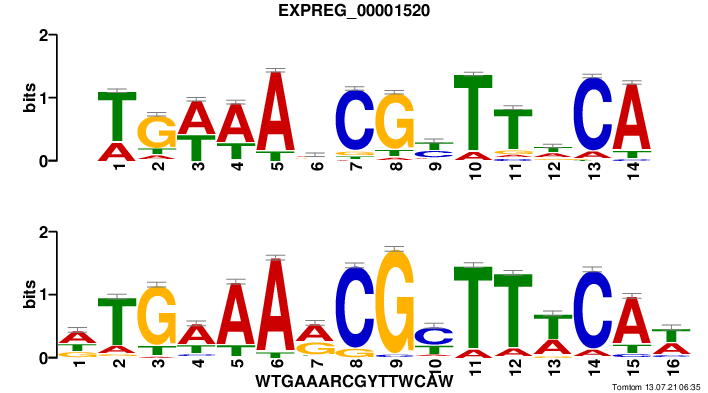 EXPREG_00001520
2
1
0
bits
T G A A A C G T T T C A
1 2 3 4 5 6 7 8 9 10 11 12 13 14
2
1
0
bits
A T G A A A A C G C T T T C A T
1 2 3 4 5 6 7 8 9 10 11 12 13 14 15 16
WTGAAARCGYTTWCAW
Tomtom 13.07.21 06:35